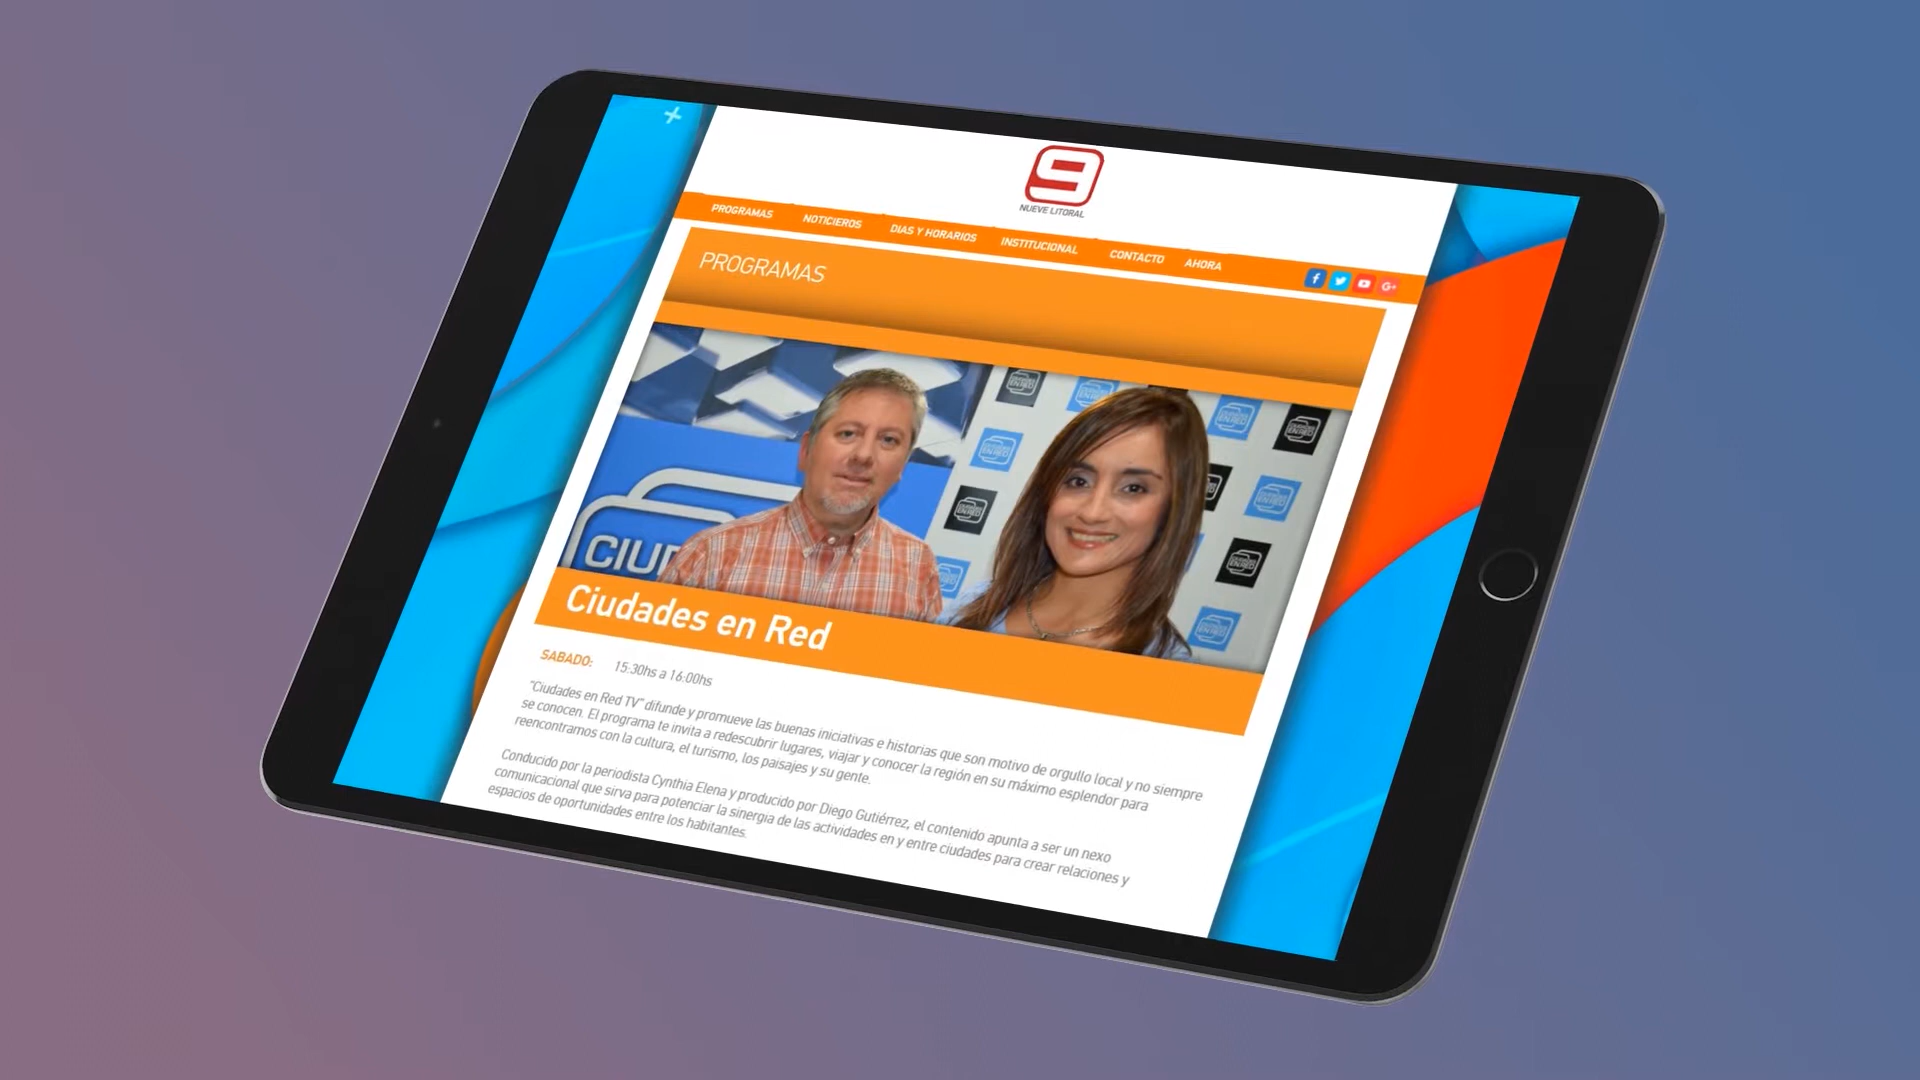 9
NUEVE LITORAL
PROGRAMAS NOTICIEROS DIAS Y HORARIOS INSTITUCIONAL CONTACTO AHORA
PROGRAMAS
CIUD
Ciudades en Red
SABADO: 15:30hs a 16:00hs
"Ciudades en Red TV" difunde y promueve las buenas iniciativas e historias que son motivo de orgullo local y no siempre
se conocen. El programa te invita a redescubrir lugares, viajar y conocer la región en su máximo esplendor para
reencontramos con la cultura, el turismo, los paisajes y su gente.
Conducido por la periodista Cynthia Elena y producido por Diego Gutiérrez, el contenido apunta a ser un nexo
comunicacional que sirva para potenciar la sinergia de las actividades en y entre ciudades para crear relaciones y
espacios de oportunidades entre los habitantes.